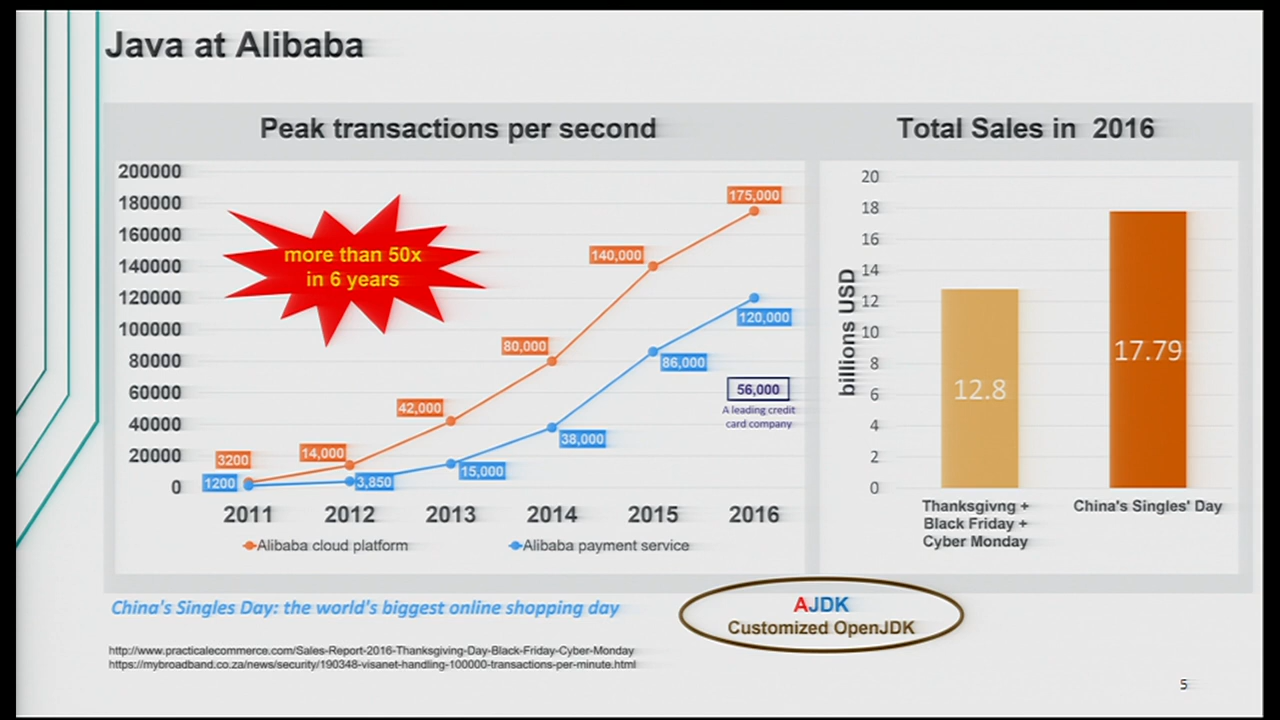 Java at Alibaba
Peak transactions per second
200000
180000
160000
140000
120000
100000
80000
60000
40000
20000
0
more than 50x
in 6 years
3200
14,000
42,000
80,000
140,000
175,000
1200
3,850
15,000
38,000
86,000
120,000
56,000
A leading credit
card company
2011 2012 2013 2014 2015 2016
Alibaba cloud platform Alibaba payment service
Total Sales in 2016
billions USD
20
18
16
14
12
10
8
6
4
2
0
12.8
17.79
Thanksgivng +
Black Friday +
Cyber Monday
China's Singles' Day
China's Singles Day: the world's biggest online shopping day
AJDK
Customized OpenJDK
http://www.practicalecommerce.com/Sales-Report-2016-Thanksgiving-Day-Black-Friday-Cyber-Monday
https://mybroadband.co.za/news/security/190348-visanet-handling-100000-transactions-per-minute.html
5